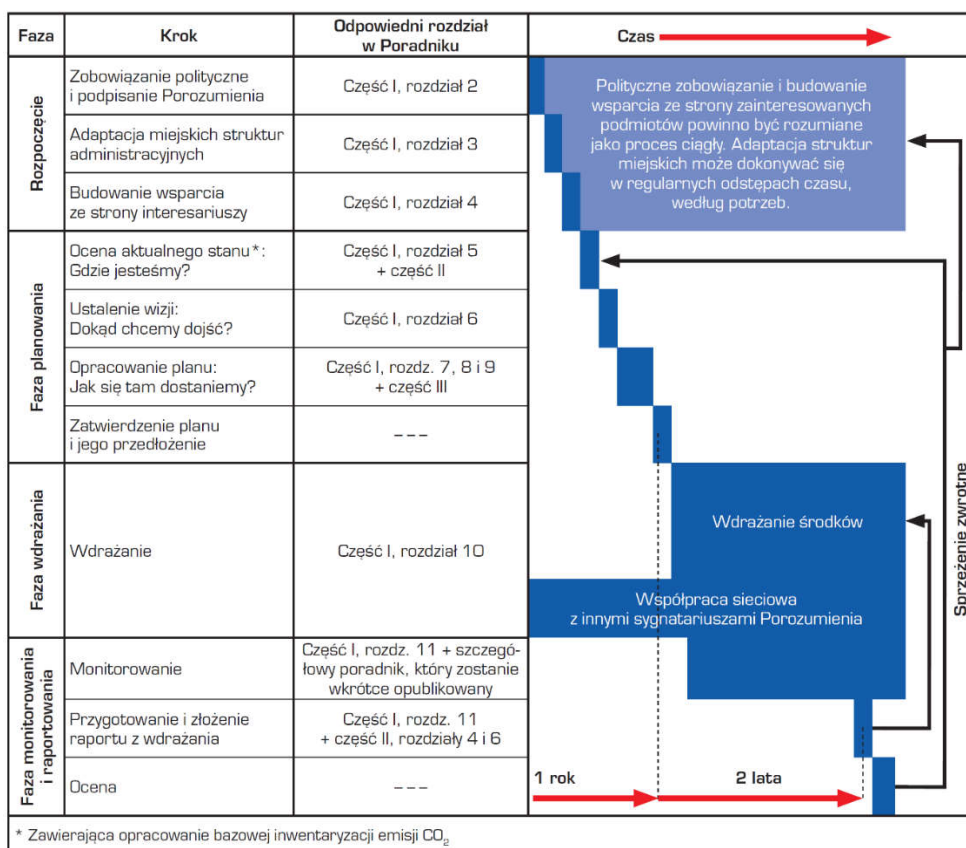 Faza
Krok
Odpowiedni rozdział
w Poradniku
Czas
Rozpoczęcie
Zobowiązanie polityczne
i podpisanie Porozumienia
Część I, rozdział 2
Adaptacja miejskich struktur
administracyjnych
Część I, rozdział 3
Budowanie wsparcia
ze strony interesariuszy
Część I, rozdział 4
Polityczne zobowiązanie i budowanie
wsparcia ze strony zainteresowanych
podmiotów powinno być rozumiane
jako proces ciągły. Adaptacja struktur
miejskich może dokonywać się
w regularnych odstępach czasu,
według potrzeb.
Faza planowania
Ocena aktualnego stanu*:
Gdzie jesteśmy?
Część I, rozdział 5
+ część II
Ustalenie wizji:
Dokąd chcemy dojść?
Część I, rozdział 6
Opracowanie planu:
Jak się tam dostaniemy?
Część I, rozdz. 7, 8 i 9
+ część III
Zatwierdzenie planu
i jego przedłożenie
– – –
Faza wdrażania
Wdrażanie
Część I, rozdział 10
Wdrażanie środków
Współpraca sieciowa
z innymi sygnatariuszami Porozumienia
Sprzężenie zwrotne
Faza monitorowania
i raportowania
Monitorowanie
Część I, rozdz. 11 + szczegó-
łowy poradnik, który zostanie
wkrótce opublikowany
Przygotowanie i złożenie
raportu z wdrażania
Część I, rozdz. 11
+ część II, rozdziały 4 i 6
Ocena
– – –
1 rok
2 lata
* Zawierająca opracowanie bazowej inwentaryzacji emisji CO₂